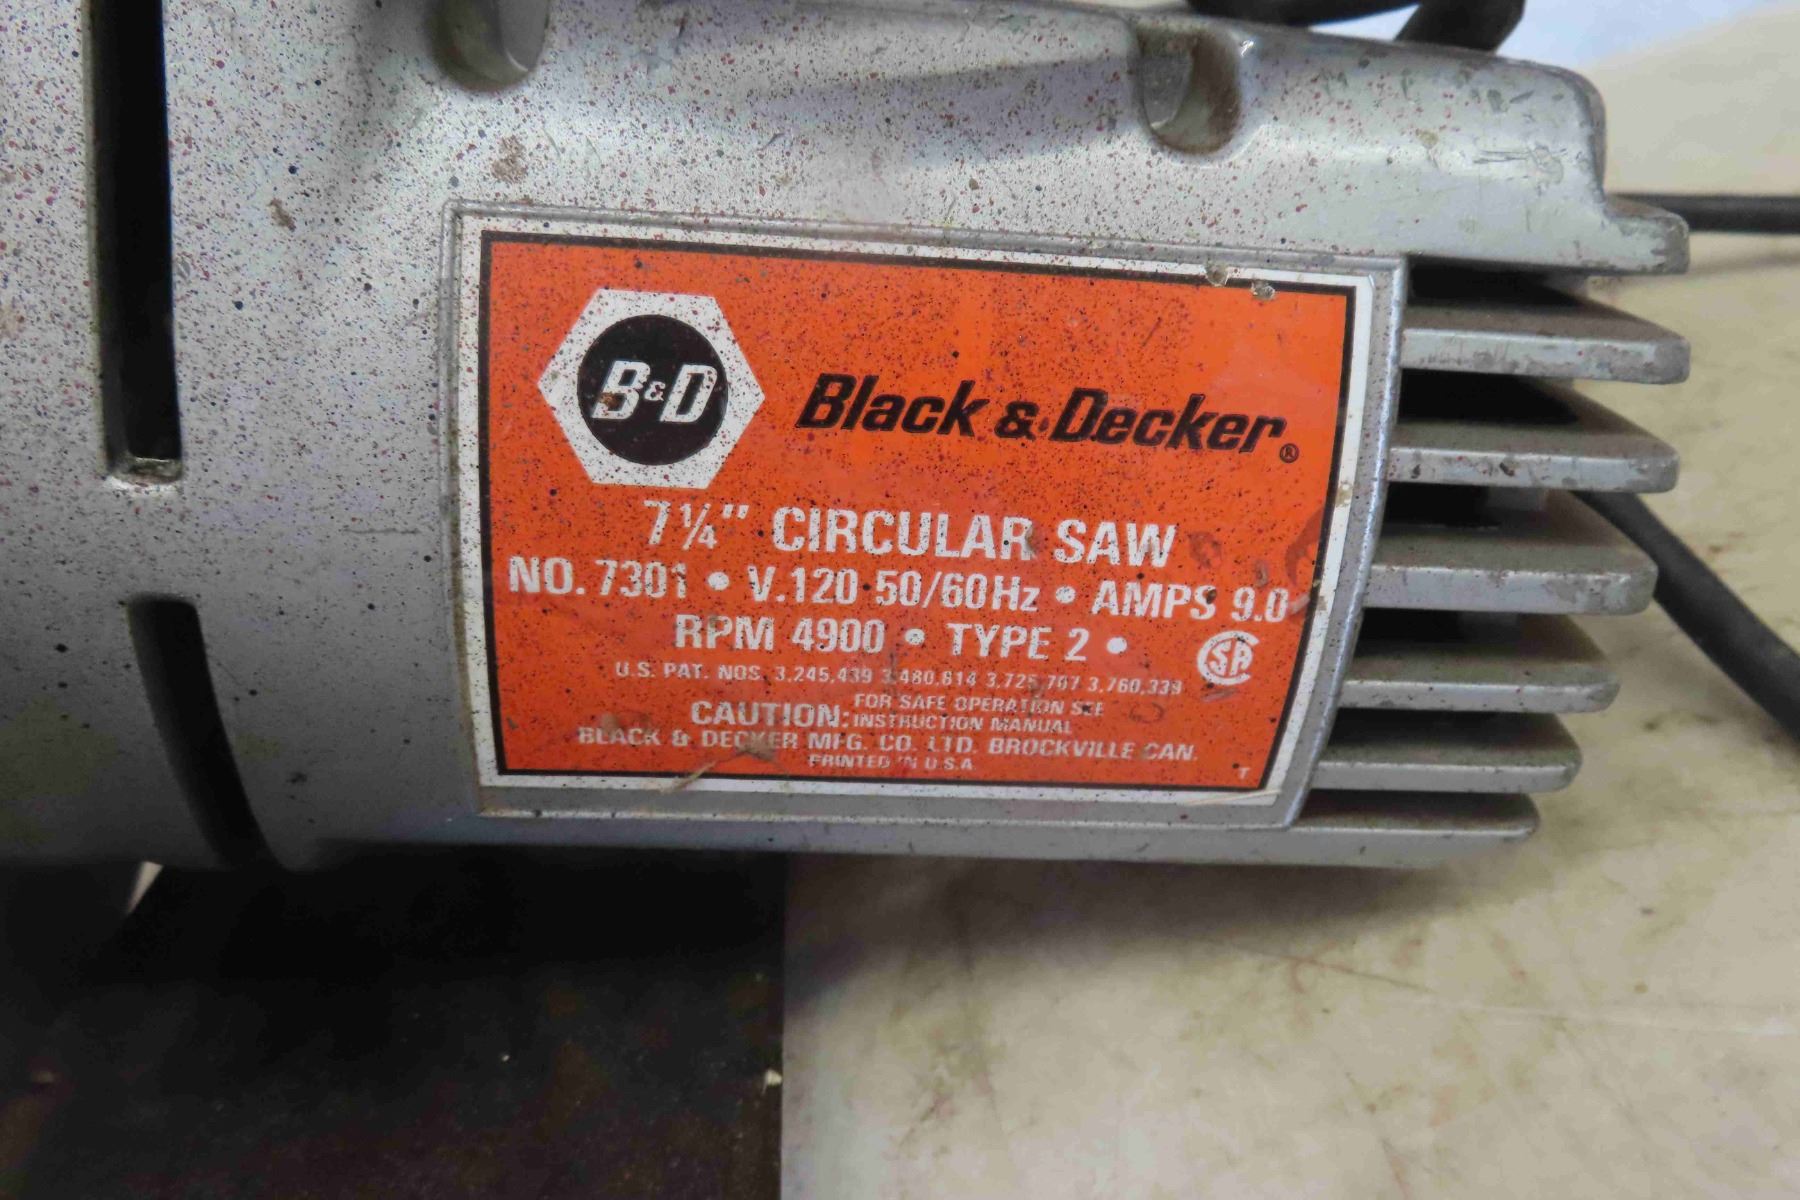 B&D
Black & Decker®
7¼" CIRCULAR SAW
NO. 7301 • V.120 50/60Hz • AMPS 9.0
RPM 4900 • TYPE 2 •
SA
U.S. PAT. NOS. 3,245,439 3,480,614 3,725,707 3,760,339
CAUTION: FOR SAFE OPERATION SEE
INSTRUCTION MANUAL
BLACK & DECKER MFG. CO. LTD. BROCKVILLE CAN.
PRINTED IN U.S.A.
T